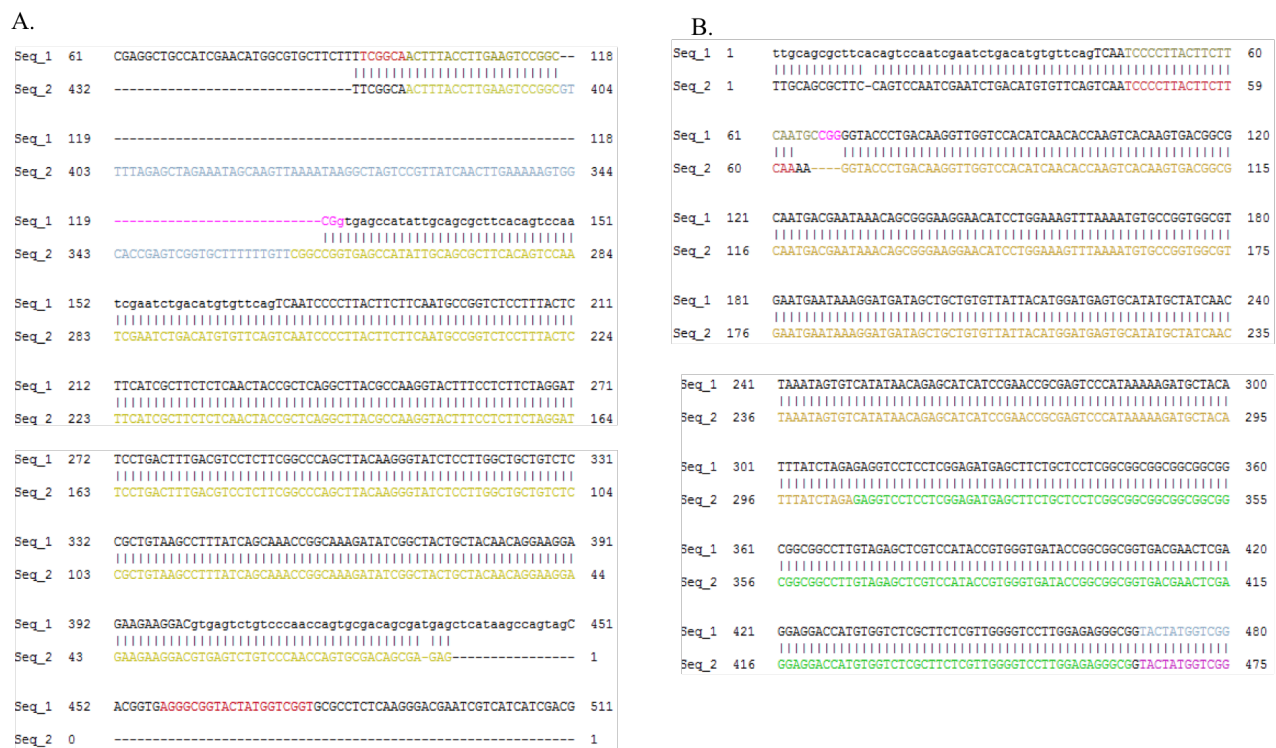 A.
Seq_1 61 CGAGGCTGCCATCGAACATGGCGTGCTTCTTTTCGGCAACTTTACCTTGAAGTCCGGC-- 118
Seq_2 432 -------------------------------TTCGGCAACTTTACCTTGAAGTCCGGCGT 404
Seq_1 119 ------------------------------------------------------------ 118
Seq_2 403 TTTAGAGCTAGAAATAGCAAGTTAAAATAAGGCTAGTCCGTTATCAACTTGAAAAAGTGG 344
Seq_1 119 ---------------------------CGgtgagccatattgcagcgcttcacagtccaa 151
Seq_2 343 CACCGAGTCGGTGCTTTTTTTGTTCGGCCGGTGAGCCATATTGCAGCGCTTCACAGTCCAA 284
Seq_1 152 tcgaatctgacatgtgttcagTCAATCCCCTTACTTCTTCAATGCCGGTCTCCTTTACTC 211
Seq_2 283 TCGAATCTGACATGTGTTCAGTCAATCCCCTTACTTCTTCAATGCCGGTCTCCTTTACTC 224
Seq_1 212 TTCATCGCTTCTCTCAACTACCGCTCAGGCTTACGCCAAGGTACTTTCCTCTTCTAGGAT 271
Seq_2 223 TTCATCGCTTCTCTCAACTACCGCTCAGGCTTACGCCAAGGTACTTTCCTCTTCTAGGAT 164
Seq_1 272 TCCTGACTTTGACGTCCTCTTCGGCCCAGCTTACAAGGGTATCTCCTTGGCTGCTGTCTC 331
Seq_2 163 TCCTGACTTTGACGTCCTCTTCGGCCCAGCTTACAAGGGTATCTCCTTGGCTGCTGTCTC 104
Seq_1 332 CGCTGTAAGCCTTTATCAGCAAACCGGCAAAGATATCGGCTACTGCTACAACAGGAAGGA 391
Seq_2 103 CGCTGTAAGCCTTTATCAGCAAACCGGCAAAGATATCGGCTACTGCTACAACAGGAAGGA 44
Seq_1 392 GAAGAAGGACgtgagtctgtcccaaccagtgcgacagcgatgagctcataagccagtagC 451
Seq_2 43 GAAGAAGGACGTGAGTCTGTCCCAACCAGTGCGACAGCGA-GAG---------------- 1
Seq_1 452 ACGGTGAGGGCGGTACTATGGTCGGTGCGCCTCTCAAGGGACGAATCGTCATCATCGACG 511
Seq_2 0 ------------------------------------------------------------ 1
B.
Seq_1 1 ttgcagcgcttcacagtccaatcgaatctgacatgtgttcagTCAATCCCCTTACTTCTT 60
Seq_2 1 TTGCAGCGCTTC-CAGTCCAATCGAATCTGACATGTGTTCAGTCAATCCCCTTACTTCTT 59
Seq_1 61 CAATGCCGGGGTACCCTGACAAGGTTGGTCCACATCAACACCAAGTCACAAGTGACGGCG 120
Seq_2 60 CAAAA----GGTACCCTGACAAGGTTGGTCCACATCAACACCAAGTCACAAGTGACGGCG 115
Seq_1 121 CAATGACGAATAAACAGCGGGAAGGAACATCCTGGAAAGTTTAAAATGTGCCGGTGGCGT 180
Seq_2 116 CAATGACGAATAAACAGCGGGAAGGAACATCCTGGAAAGTTTAAAATGTGCCGGTGGCGT 175
Seq_1 181 GAATGAATAAAGGATGATAGCTGCTGTGTTATTACATGGATGAGTGCATATGCTATCAAC 240
Seq_2 176 GAATGAATAAAGGATGATAGCTGCTGTGTTATTACATGGATGAGTGCATATGCTATCAAC 235
Seq_1 241 TAAATAGTGTCATATAACAGAGCATCATCCGAACCGCGAGTCCCATAAAAAGATGCTACA 300
Seq_2 236 TAAATAGTGTCATATAACAGAGCATCATCCGAACCGCGAGTCCCATAAAAAGATGCTACA 295
Seq_1 301 TTTATCTAGAGAGGTCCTCCTCGGAGATGAGCTTCTGCTCCTCGGCGGCGGCGGCGGCGG 360
Seq_2 296 TTTATCTAGAGAGGTCCTCCTCGGAGATGAGCTTCTGCTCCTCGGCGGCGGCGGCGGCGG 355
Seq_1 361 CGGCGGCCTTGTAGAGCTCGTCCATACCGTGGGTGATACCGGCGGCGGTGACGAACTCGA 420
Seq_2 356 CGGCGGCCTTGTAGAGCTCGTCCATACCGTGGGTGATACCGGCGGCGGTGACGAACTCGA 415
Seq_1 421 GGAGGACCATGTGGTCTCGCTTCTCGTTGGGGTCCTTGGAGAGGGCGGTACTATGGTCGG 480
Seq_2 416 GGAGGACCATGTGGTCTCGCTTCTCGTTGGGGTCCTTGGAGAGGGCGGTACTATGGTCGG 475